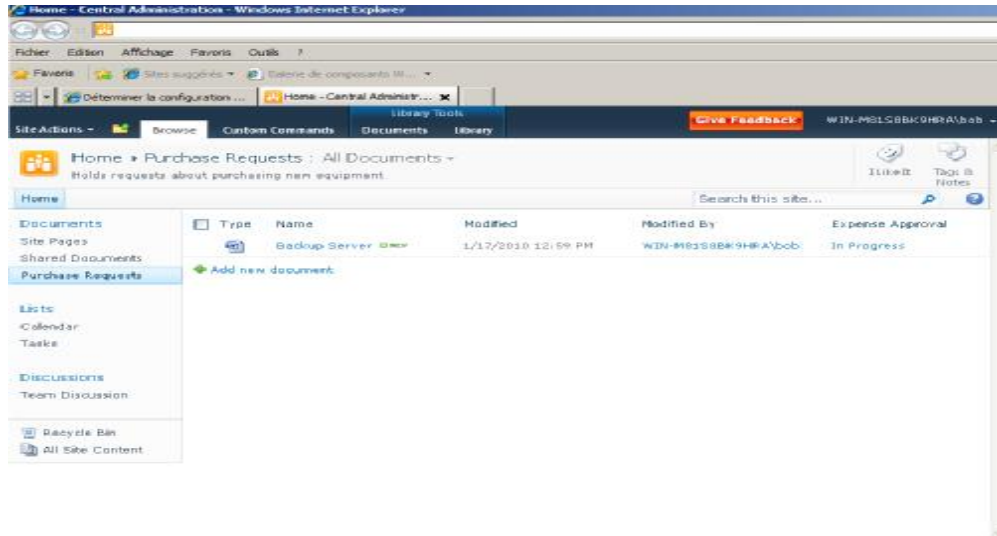 Home - Central Administration - Windows Internet Explorer
Fichier Edition Affichage Favoris Outils ?
Favoris Sites suggérés Galerie de composants W...
Déterminer la configuration ... Home - Central Administr...
Library Tools
Site Actions Browse Custom Commands Documents Library Give Feedback WIN-M81S8BK9HRA\bob
Home ▸ Purchase Requests : All Documents
Holds requests about purchasing new equipment
I Like It Tags & Notes
Home Search this site...
Documents
Type Name Modified Modified By Expense Approval
Site Pages
Backup Server 1/17/2010 12:59 PM WIN-M81S8BK9HRA\bob In Progress
Shared Documents
Purchase Requests
Add new document
Lists
Calendar
Tasks
Discussions
Team Discussion
Recycle Bin
All Site Content